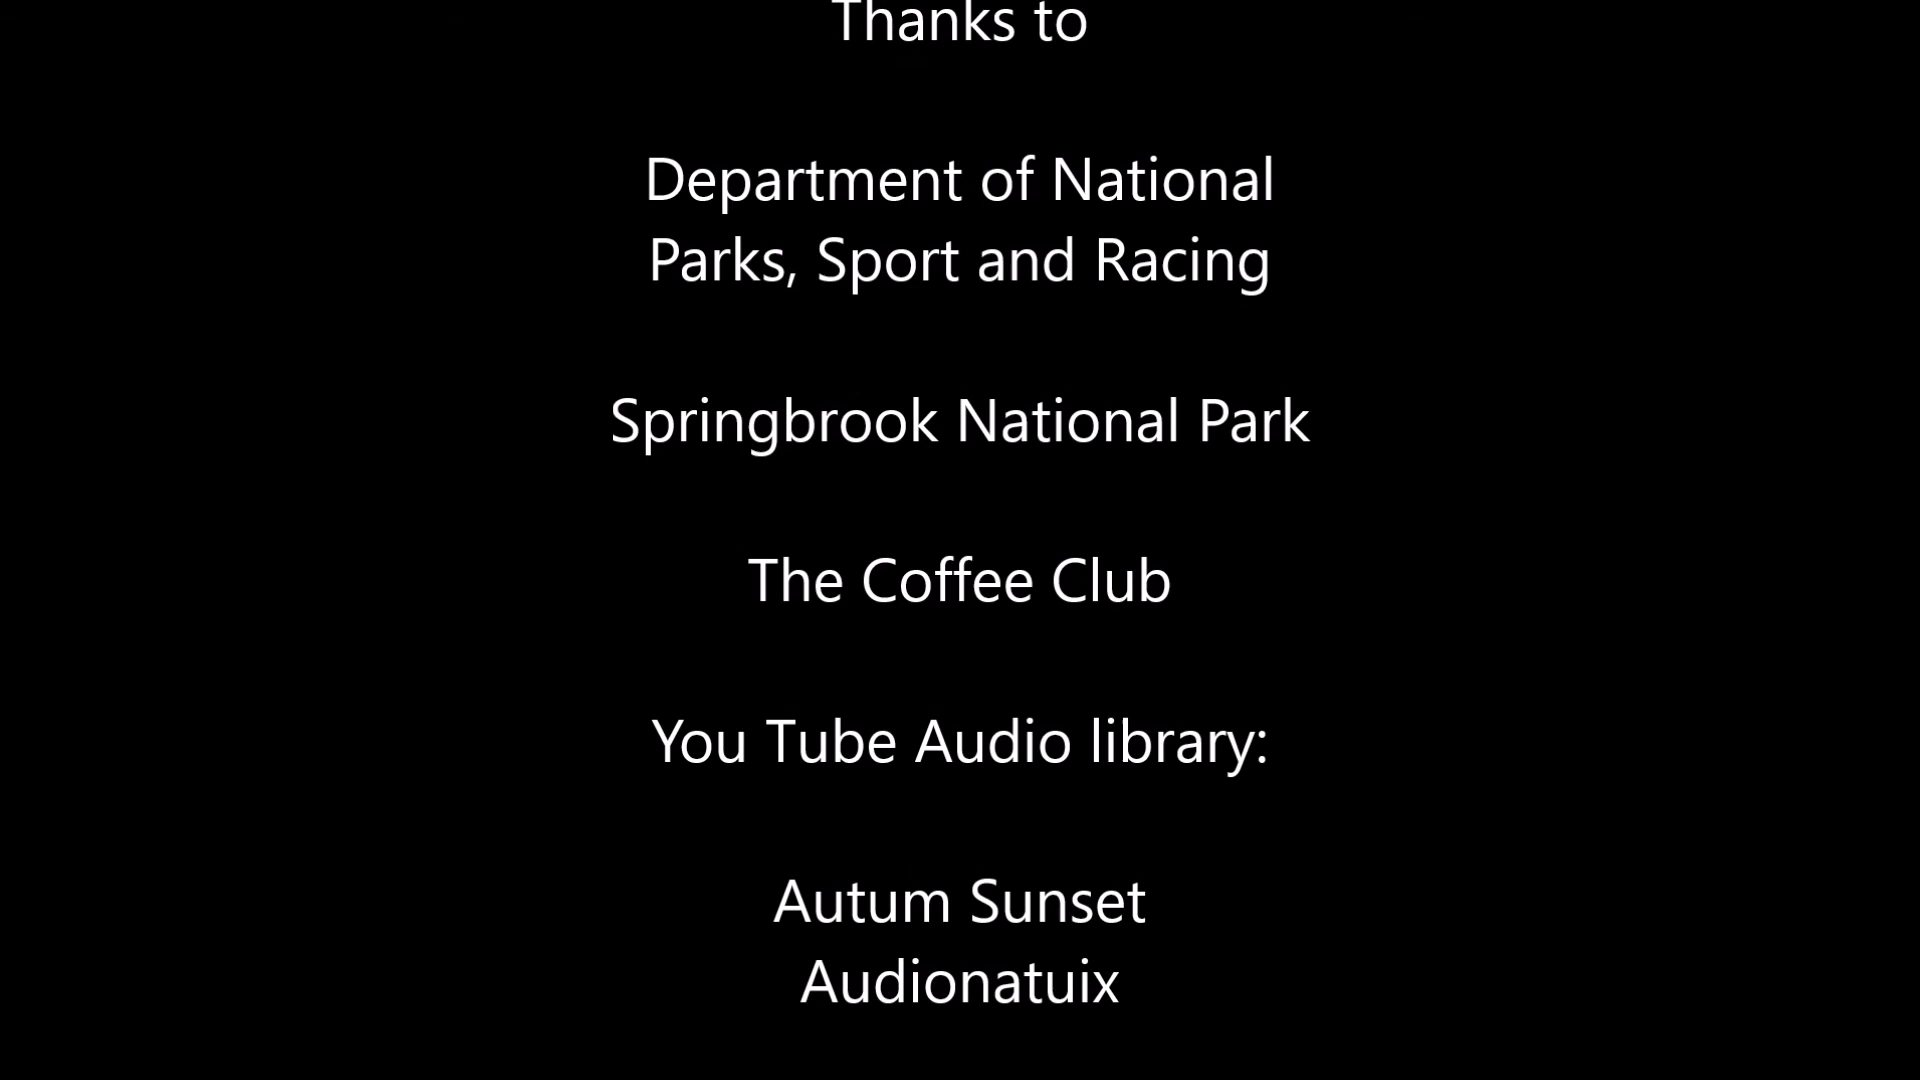 Thanks to
Department of National
Parks, Sport and Racing
Springbrook National Park
The Coffee Club
You Tube Audio library:
Autum Sunset
Audionatuix